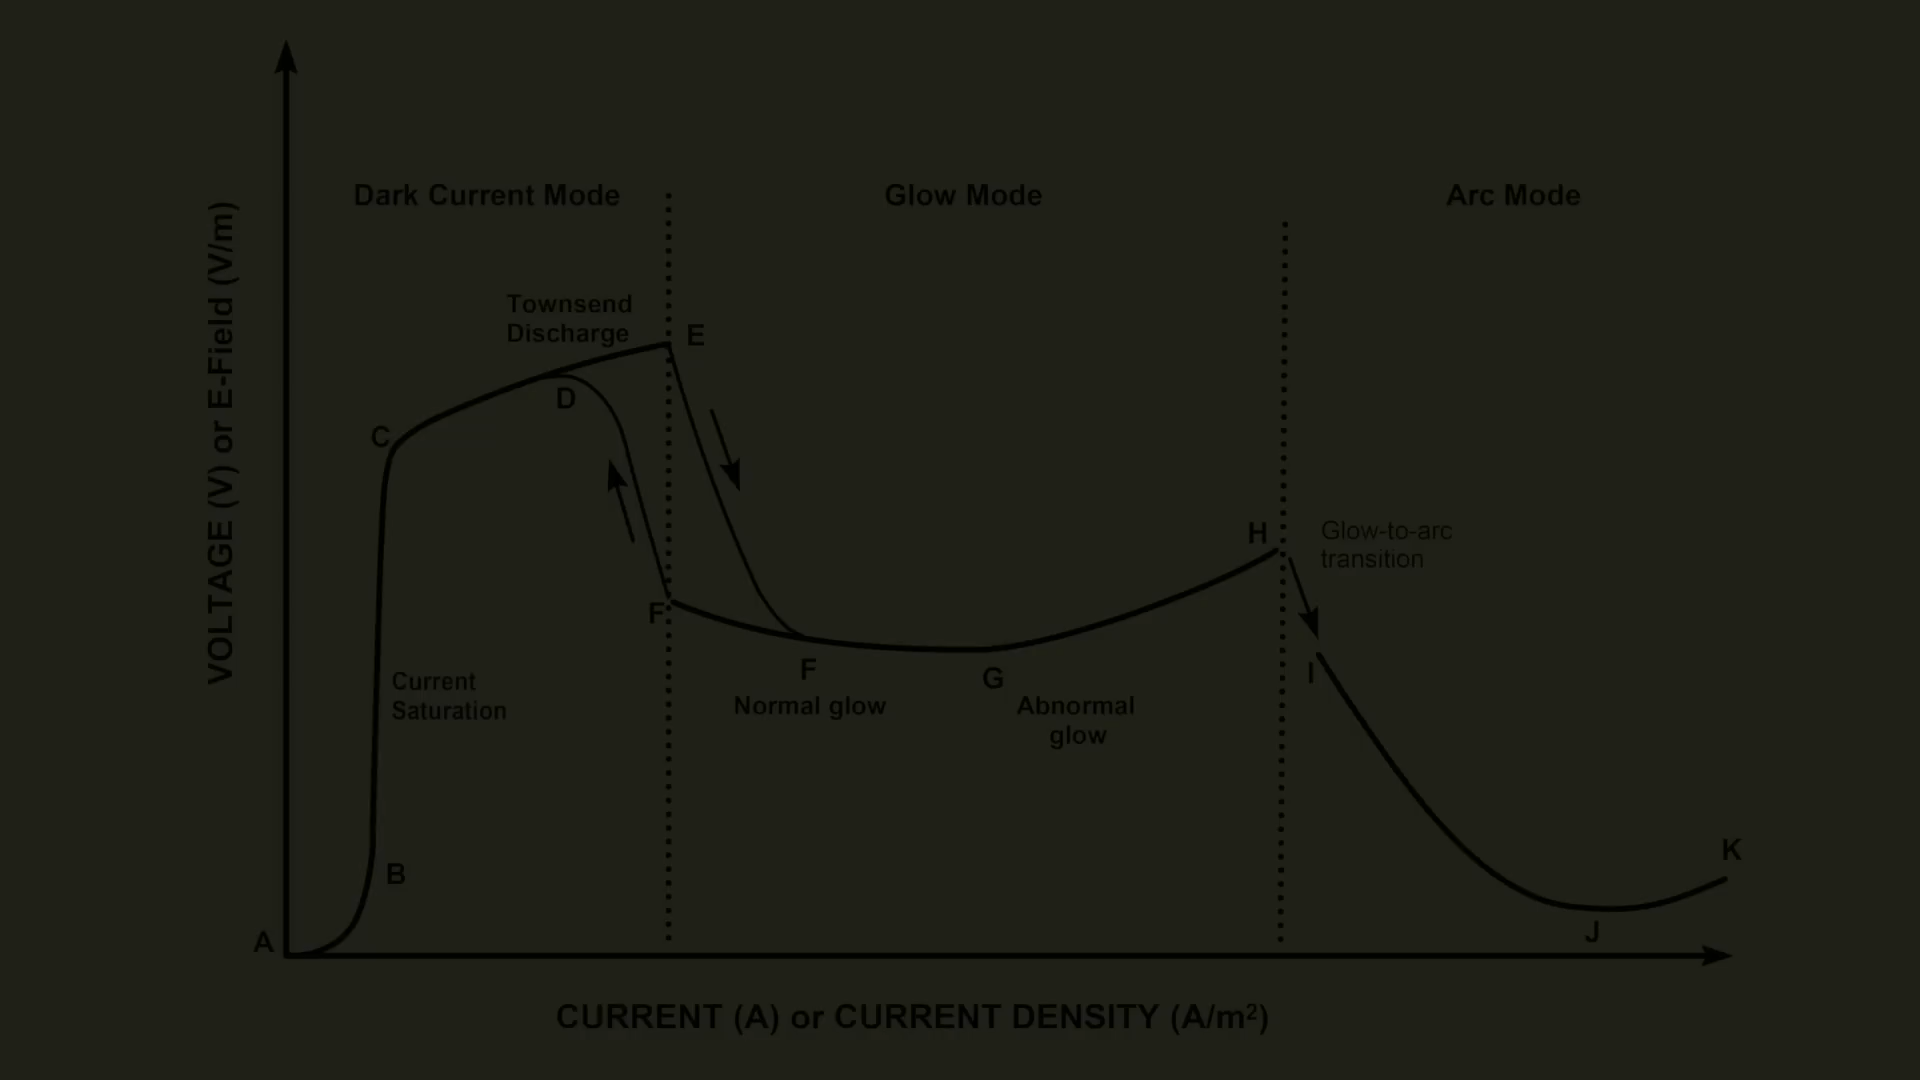 Dark Current Mode
Glow Mode
Arc Mode
VOLTAGE (V) or E-Field (V/m)
Townsend
Discharge
E
D
C
H
Glow-to-arc
transition
F
F
G
I
Current
Saturation
Normal glow
Abnormal
glow
K
B
J
A
CURRENT (A) or CURRENT DENSITY (A/m²)